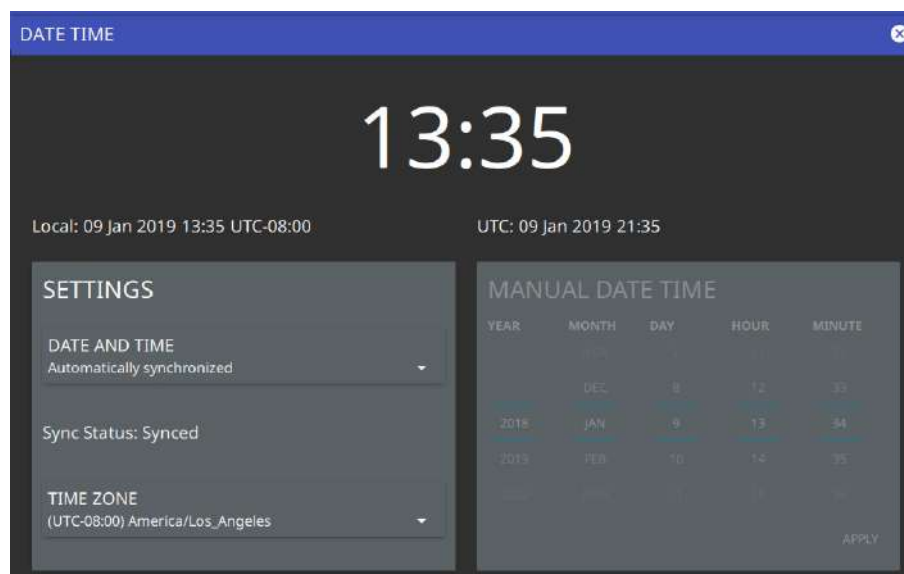 DATE TIME
13:35
Local: 09 Jan 2019 13:35 UTC-08:00
UTC: 09 Jan 2019 21:35
SETTINGS
DATE AND TIME
Automatically synchronized
Sync Status: Synced
TIME ZONE
(UTC-08:00) America/Los_Angeles
MANUAL DATE TIME
YEAR MONTH DAY HOUR MINUTE
DEC 8 12 33
2018 JAN 9 13 34
2019 FEB 10 14 35
APPLY